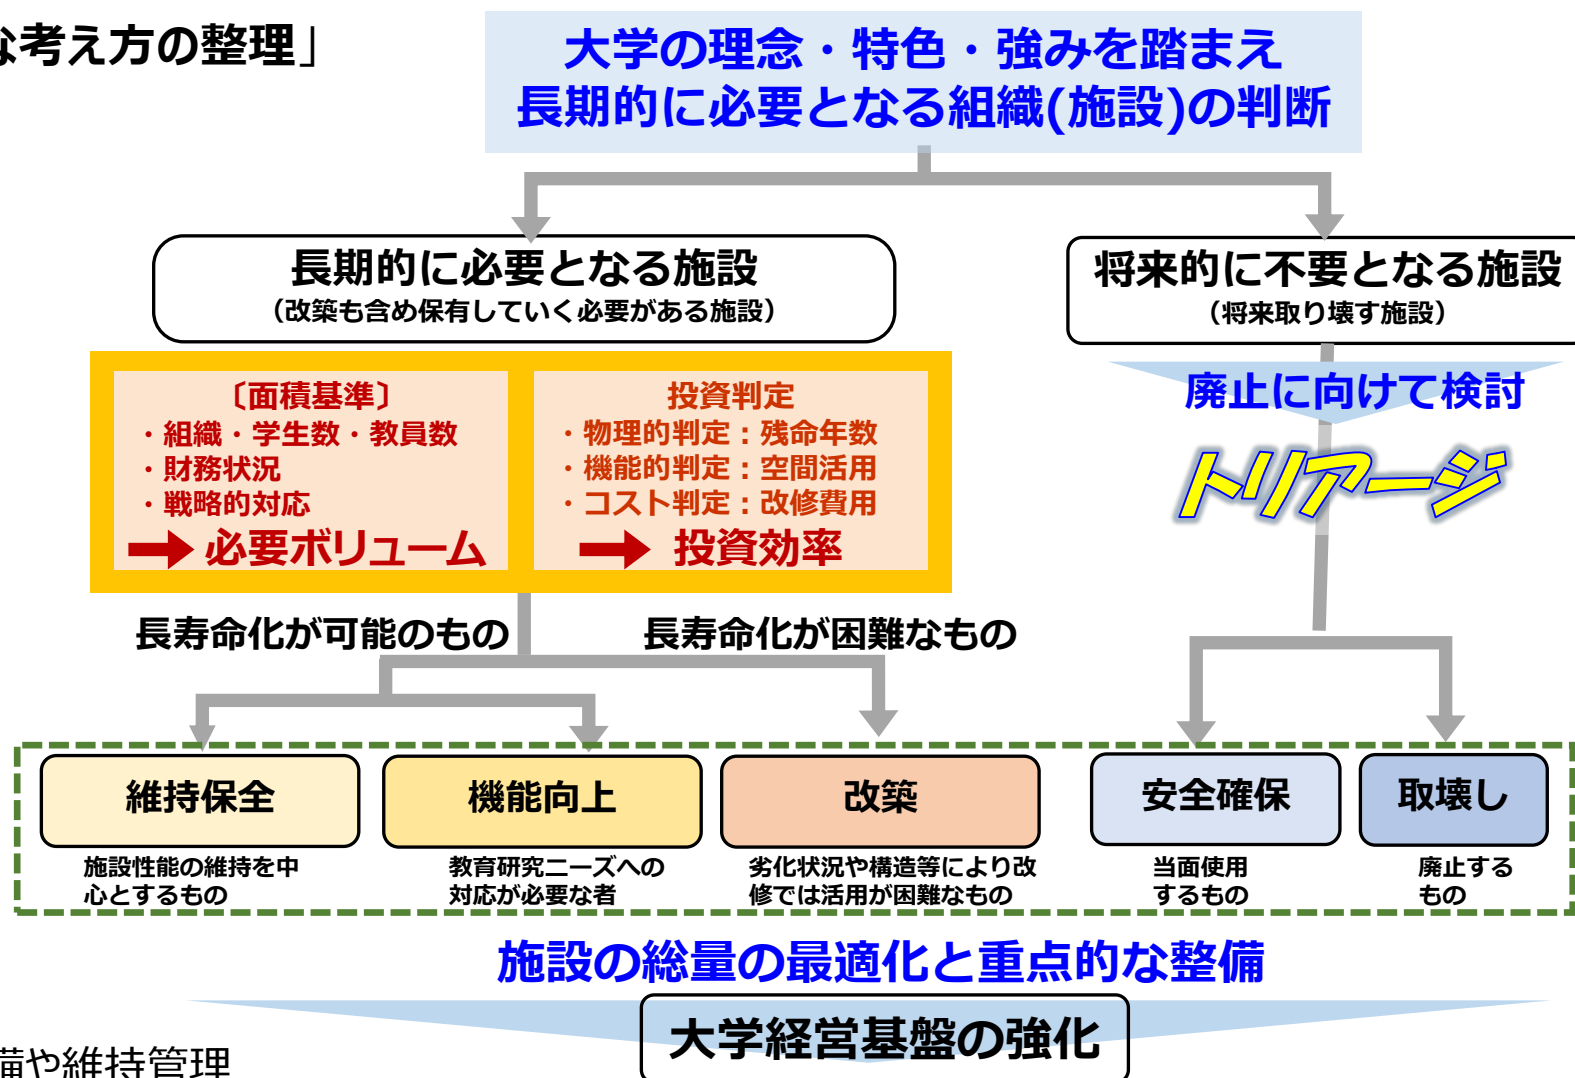 な考え方の整理」
大学の理念・特色・強みを踏まえ
長期的に必要となる組織(施設)の判断
長期的に必要となる施設
（改築も含め保有していく必要がある施設）
将来的に不要となる施設
（将来取り壊す施設）
〔面積基準〕
・組織・学生数・教員数
・財務状況
・戦略的対応
必要ボリューム
投資判定
・物理的判定：残命年数
・機能的判定：空間活用
・コスト判定：改修費用
投資効率
廃止に向けて検討
トリアージ
長寿命化が可能のもの
長寿命化が困難なもの
維持保全
施設性能の維持を中
心とするもの
機能向上
教育研究ニーズへの
対応が必要な者
改築
劣化状況や構造等により改
修では活用が困難なもの
安全確保
当面使用
するもの
取壊し
廃止する
もの
施設の総量の最適化と重点的な整備
大学経営基盤の強化
備や維持管理